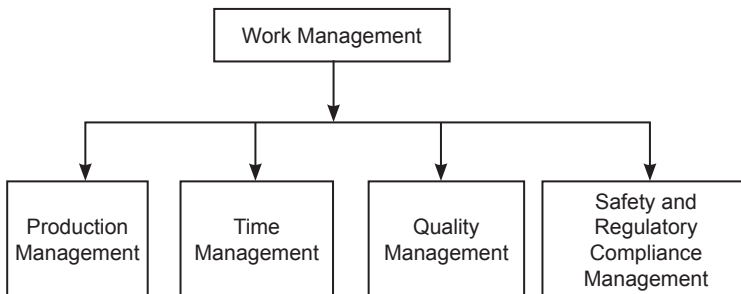 Work Management
Production
Management
Time
Management
Quality
Management
Safety and
Regulatory
Compliance
Management